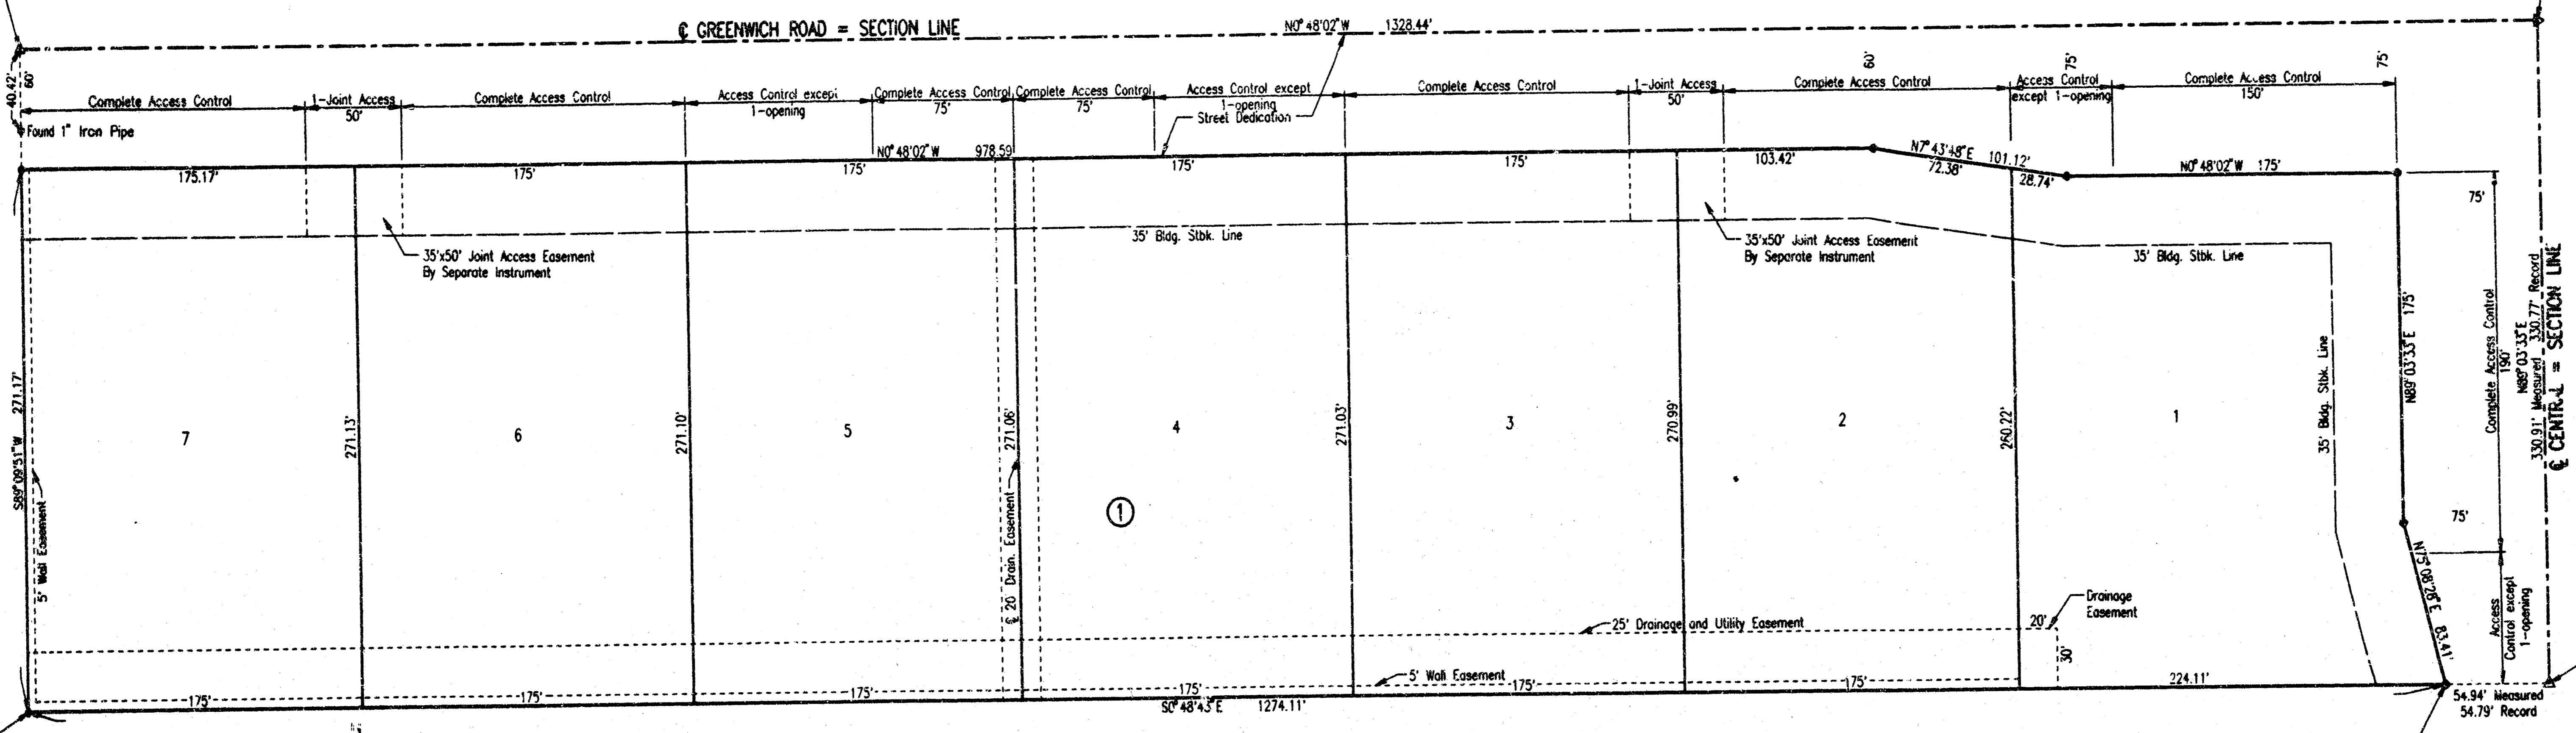 ℄ GREENWICH ROAD = SECTION LINE
N0°48'02"W 1328.44'
40.42'
60'
60'
75'
75'
Complete Access Control
1-Joint Access
50'
Complete Access Control
Access Control except
1-opening
Complete Access Control
75'
Complete Access Control
75'
Access Control except
1-opening
Street Dedication
Complete Access Control
1-Joint Access
50'
Complete Access Control
Access Control
except 1-opening
Complete Access Control
150'
Found 1" Iron Pipe
N0°48'02"W 978.59'
175.17'
175'
175'
175'
175'
103.42'
N7°43'48"E 101.12'
72.38'
28.74'
N0°48'02"W 175'
75'
35'x50' Joint Access Easement
By Separate Instrument
35' Bldg. Stbk. Line
35'x50' Joint Access Easement
By Separate Instrument
35' Bldg. Stbk. Line
35' Bldg. Stbk. Line
N89°03'33"E 175'
Complete Access Control
190'
N89°03'33"E
330.91' Measured 330.77' Record
℄ CENTRAL = SECTION LINE
S89°09'51"W 271.17'
7
271.13'
6
271.10'
5
271.06'
4
271.03'
3
270.99'
2
260.22'
1
5' Wall Easement
℄ 20' Drain. Easement
1
75'
N75°08'28"E 83.41'
Access
Control except
1-opening
25' Drainage and Utility Easement
20'
Drainage
Easement
30'
5' Wall Easement
175'
175'
175'
175'
175'
175'
224.11'
S0°48'43"E 1274.11'
54.94' Measured
54.79' Record